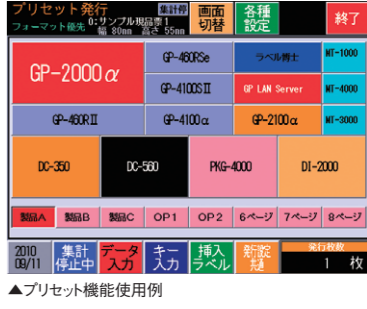 プリセット発行 集計停 画面切替 各種設定 終了
フォーマット優先 0:サンプル現品票1 幅 80mm 高さ 55mm
GP-2000α GP-460RSe ラベル博士 MT-1000
GP-4100SⅡ GP LAN Server MT-4000
GP-460RⅡ GP-4100α GP-2100α MT-3000
DC-350 DC-560 PKG-4000 DI-2000
製品A 製品B 製品C OP1 OP2 6ページ 7ページ 8ページ
2010 09/11 集計停止中 データ入力 キー入力 挿入ラベル 発行枚数
1 枚
▲プリセット機能使用例